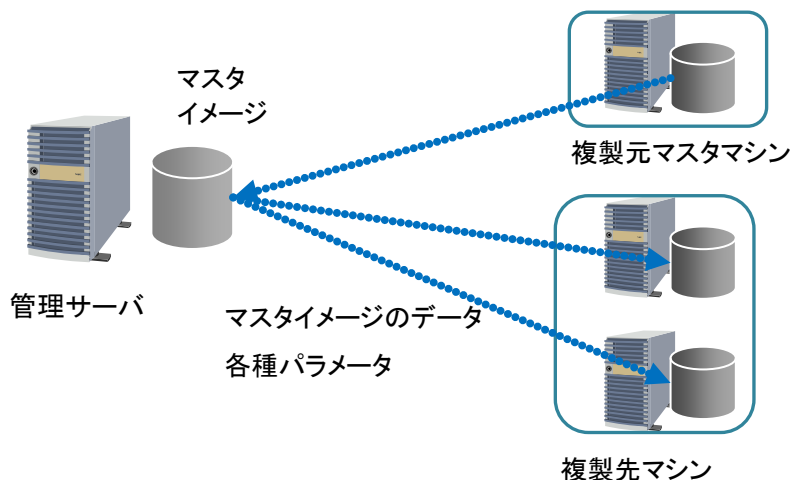 マスタ
イメージ
複製元マスタマシン
管理サーバ
マスタイメージのデータ
各種パラメータ
複製先マシン